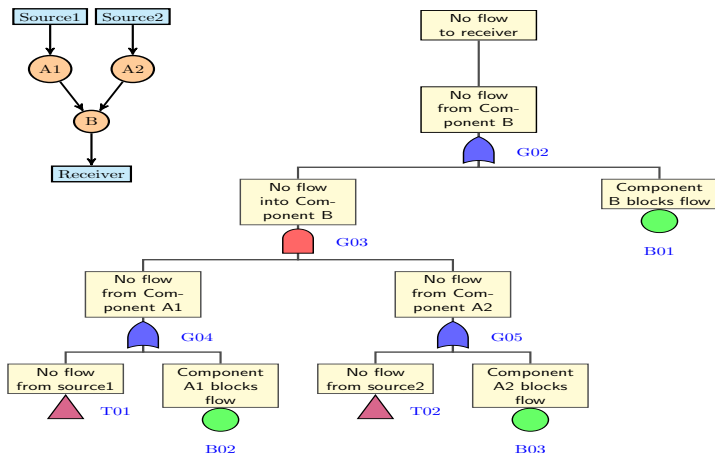 Source1
Source2
A1
A2
B
Receiver
No flow
to receiver
No flow
from Com-
ponent B
G02
No flow
into Com-
ponent B
G03
Component
B blocks flow
B01
No flow
from Com-
ponent A1
G04
No flow
from Com-
ponent A2
G05
No flow
from source1
T01
Component
A1 blocks
flow
B02
No flow
from source2
T02
Component
A2 blocks
flow
B03